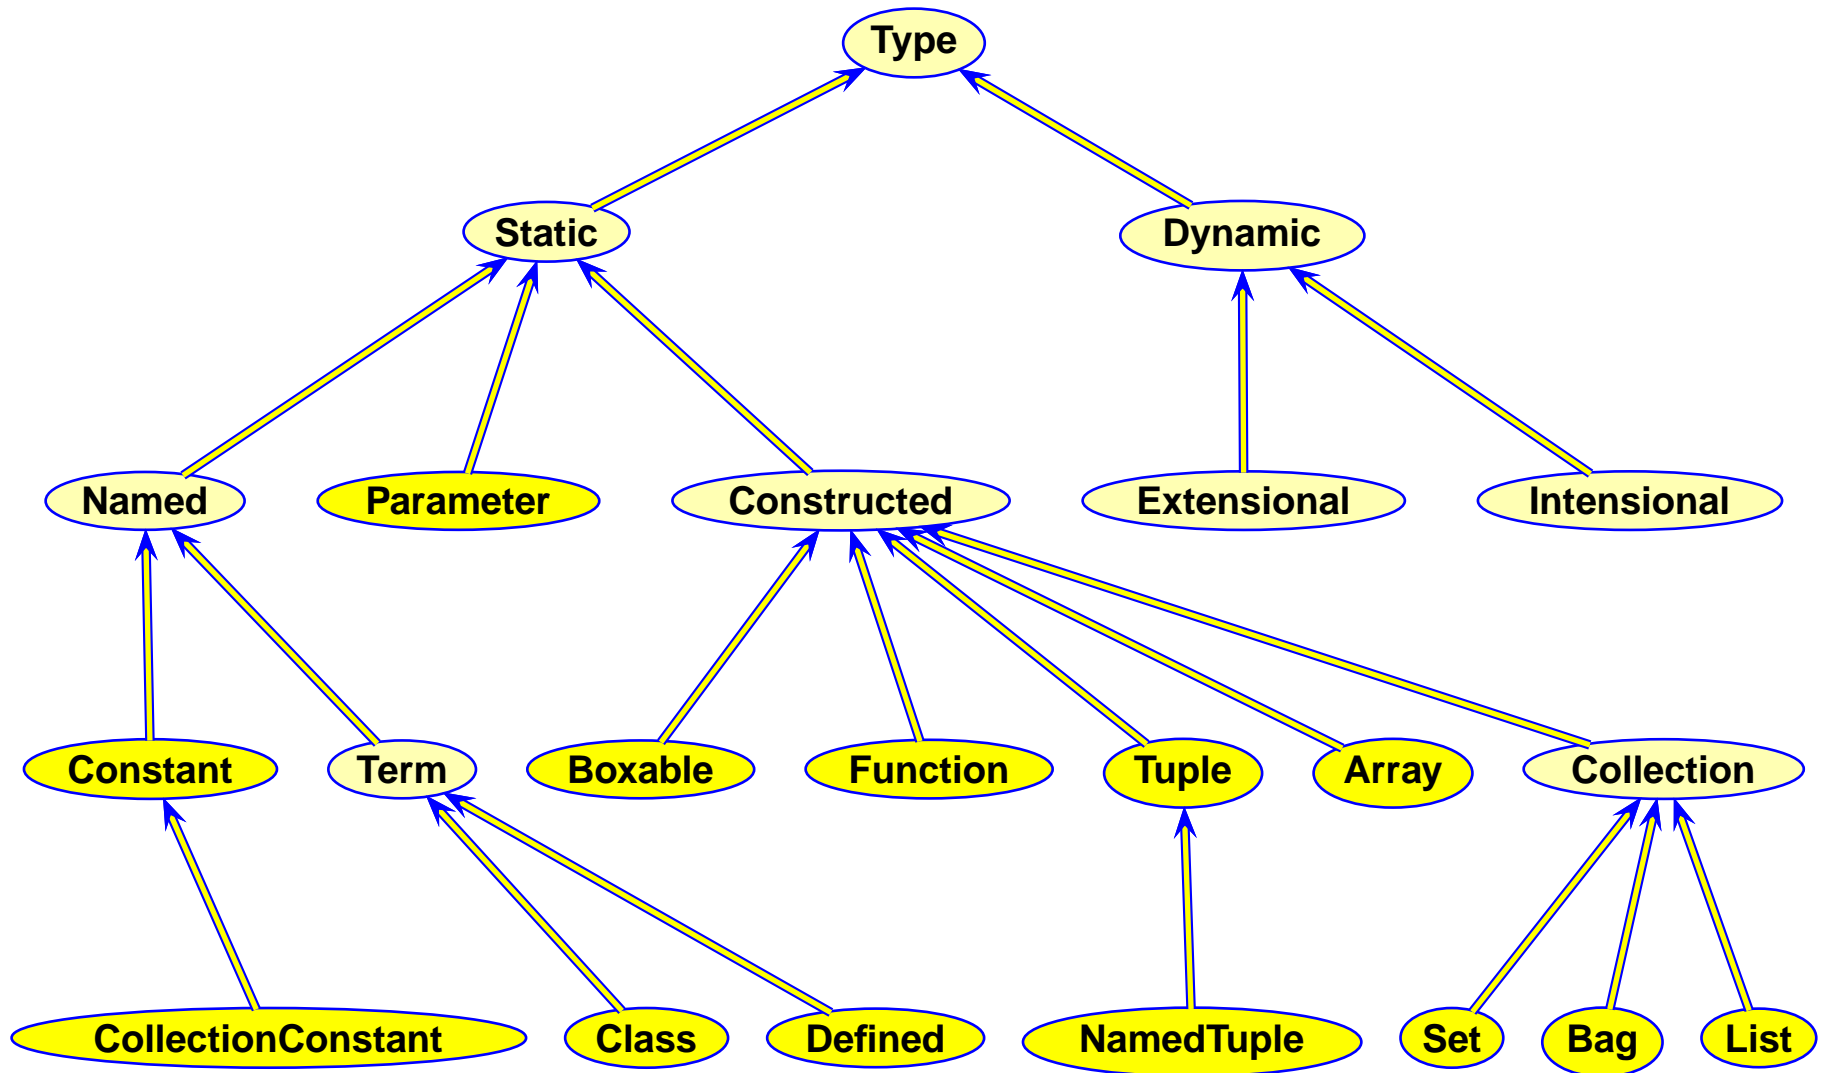 Type
Static
Dynamic
Named
Parameter
Constructed
Extensional
Intensional
Constant
Term
Boxable
Function
Tuple
Array
Collection
CollectionConstant
Class
Defined
NamedTuple
Set
Bag
List